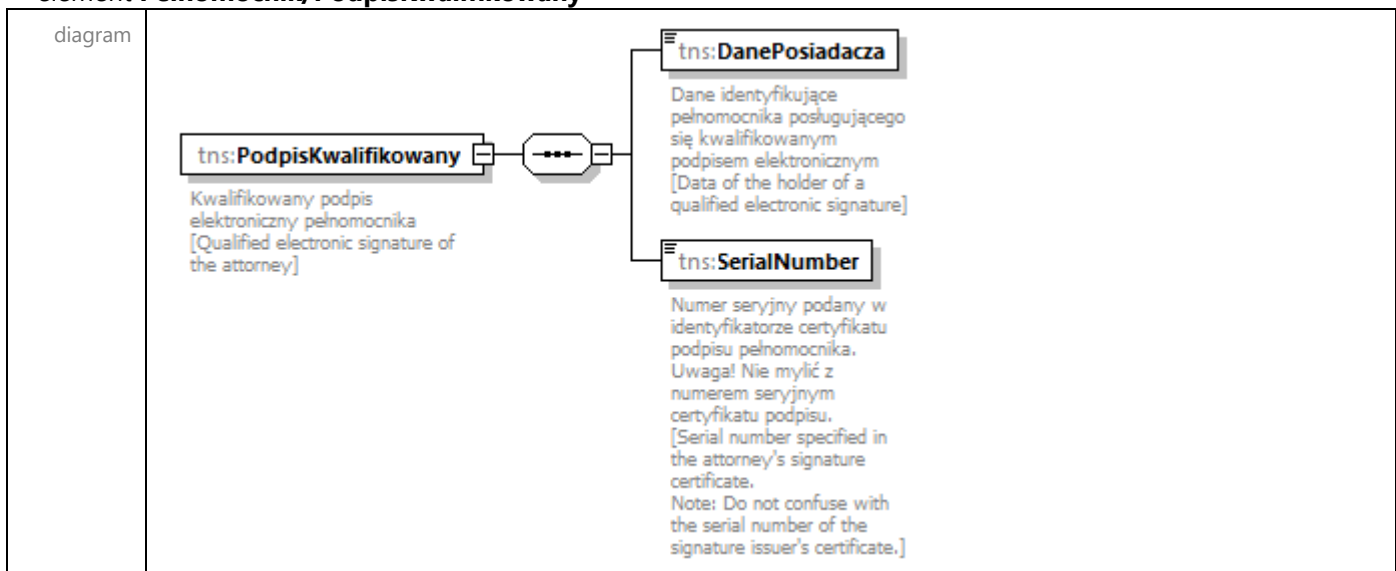 element Pelnomocnik/PodpisKwalifikowany
diagram
tns:DanePosiadacza
Dane identyfikujące
pełnomocnika posługującego
się kwalifikowanym
podpisem elektronicznym
[Data of the holder of a
qualified electronic signature]
tns:PodpisKwalifikowany
Kwalifikowany podpis
elektroniczny pełnomocnika
[Qualified electronic signature of
the attorney]
tns:SerialNumber
Numer seryjny podany w
identyfikatorze certyfikatu
podpisu pełnomocnika.
Uwaga! Nie mylić z
numerem seryjnym
certyfikatu podpisu.
[Serial number specified in
the attorney's signature
certificate.
Note: Do not confuse with
the serial number of the
signature issuer's certificate.]